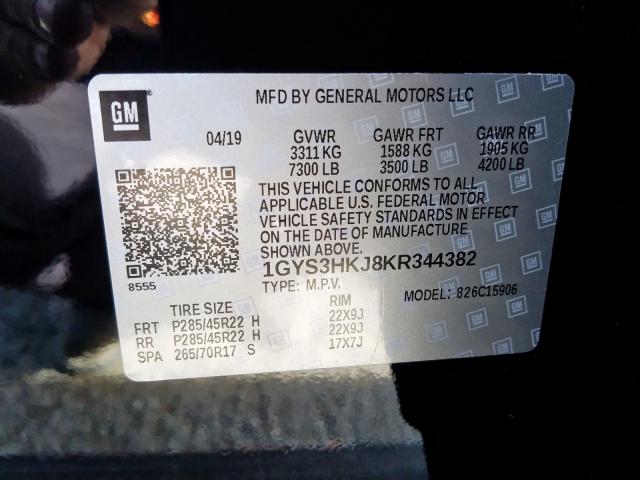 GM
MFD BY GENERAL MOTORS LLC
04/19 GVWR GAWR FRT GAWR RR
3311 KG 1588 KG 1905 KG
7300 LB 3500 LB 4200 LB
THIS VEHICLE CONFORMS TO ALL
APPLICABLE U.S. FEDERAL MOTOR
VEHICLE SAFETY STANDARDS IN EFFECT
ON THE DATE OF MANUFACTURE
SHOWN ABOVE.
1GYS3HKJ8KR344382
8555
TYPE: M.P.V. MODEL: 826C15906
TIRE SIZE RIM
FRT P285/45R22 H 22X9J
RR P285/45R22 H 22X9J
SPA 265/70R17 S 17X7J